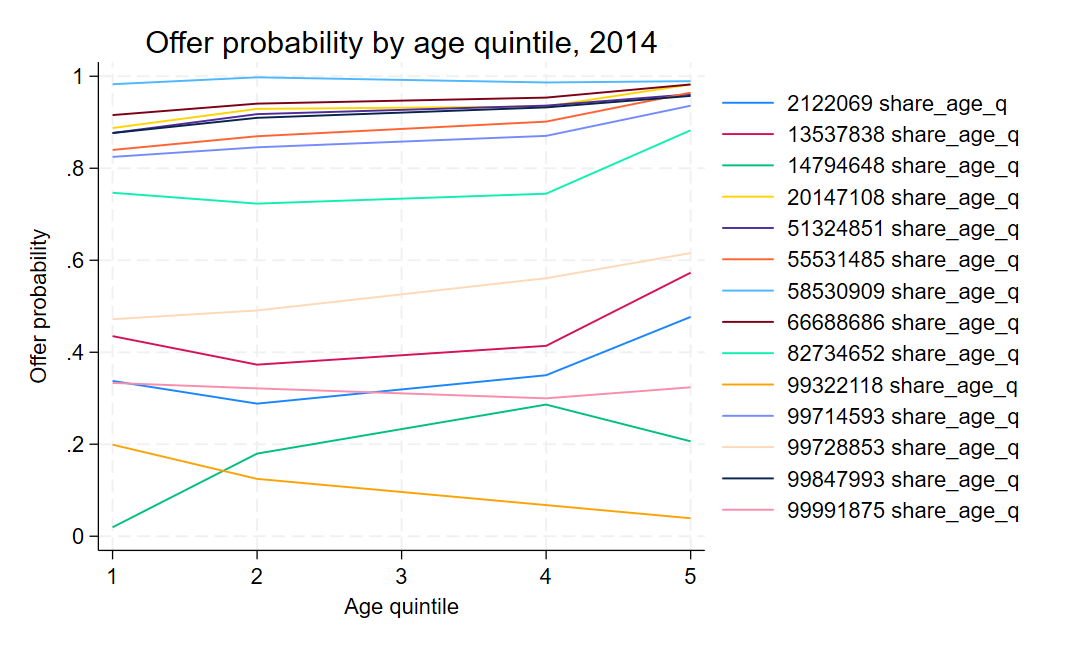 Offer probability by age quintile, 2014
1
.8
.6
.4
.2
0
Offer probability
1 2 3 4 5
Age quintile
2122069 share_age_q
13537838 share_age_q
14794648 share_age_q
20147108 share_age_q
51324851 share_age_q
55531485 share_age_q
58530909 share_age_q
66688686 share_age_q
82734652 share_age_q
99322118 share_age_q
99714593 share_age_q
99728853 share_age_q
99847993 share_age_q
99991875 share_age_q